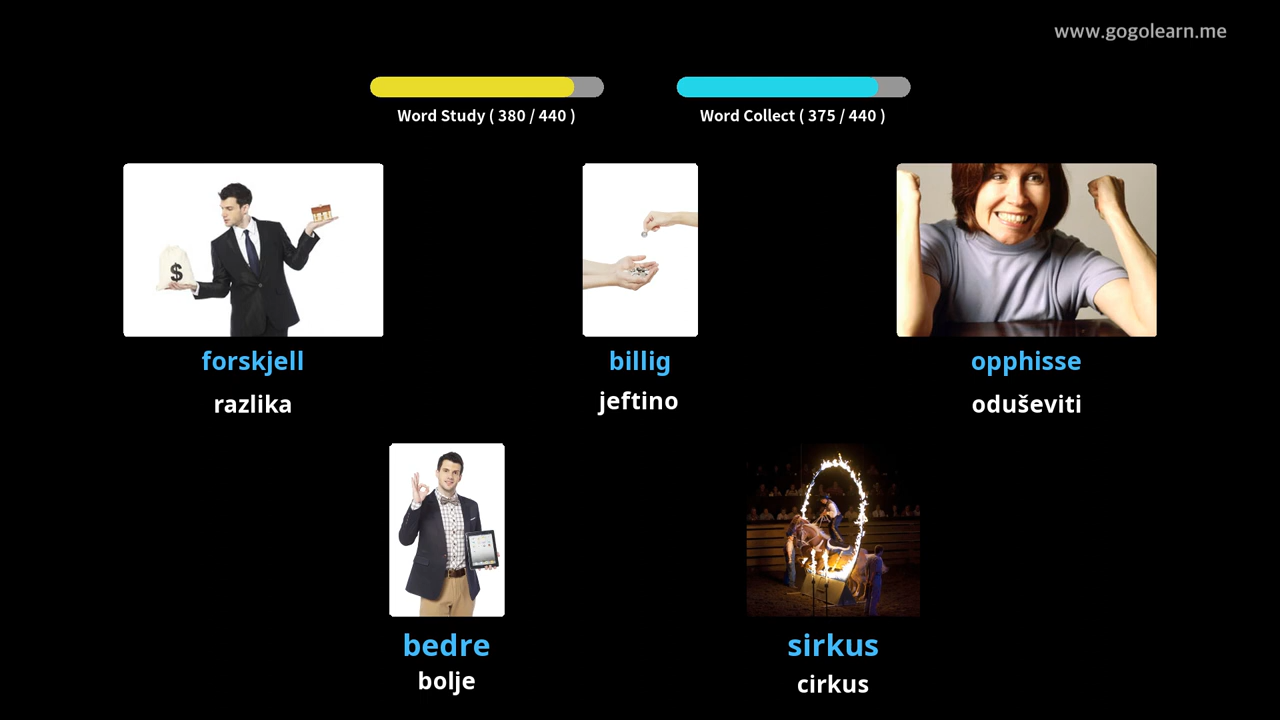 www.gogolearn.me
Word Study ( 380 / 440 )
Word Collect ( 375 / 440 )
$
forskjell
razlika
billig
jeftino
opphisse
oduševiti
bedre
bolje
sirkus
cirkus